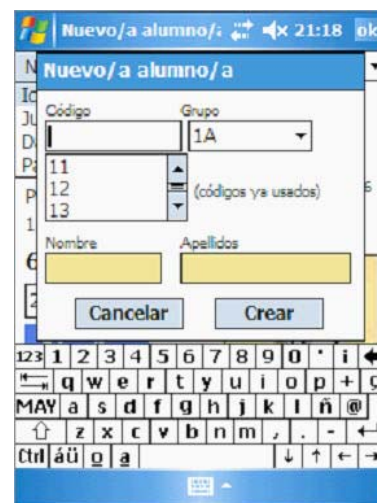 Nuevo/a alumno/a 21:18 ok
Nuevo/a alumno/a
Código Grupo
1A
11
12
13
(códigos ya usados)
Nombre Apellidos
Cancelar Crear
123 1 2 3 4 5 6 7 8 9 0 ' i
q w e r t y u i o p + ç
MAY a s d f g h j k l ñ @
z x c v b n m , . -
Ctrl áü º ª ↓ ↑ ← →